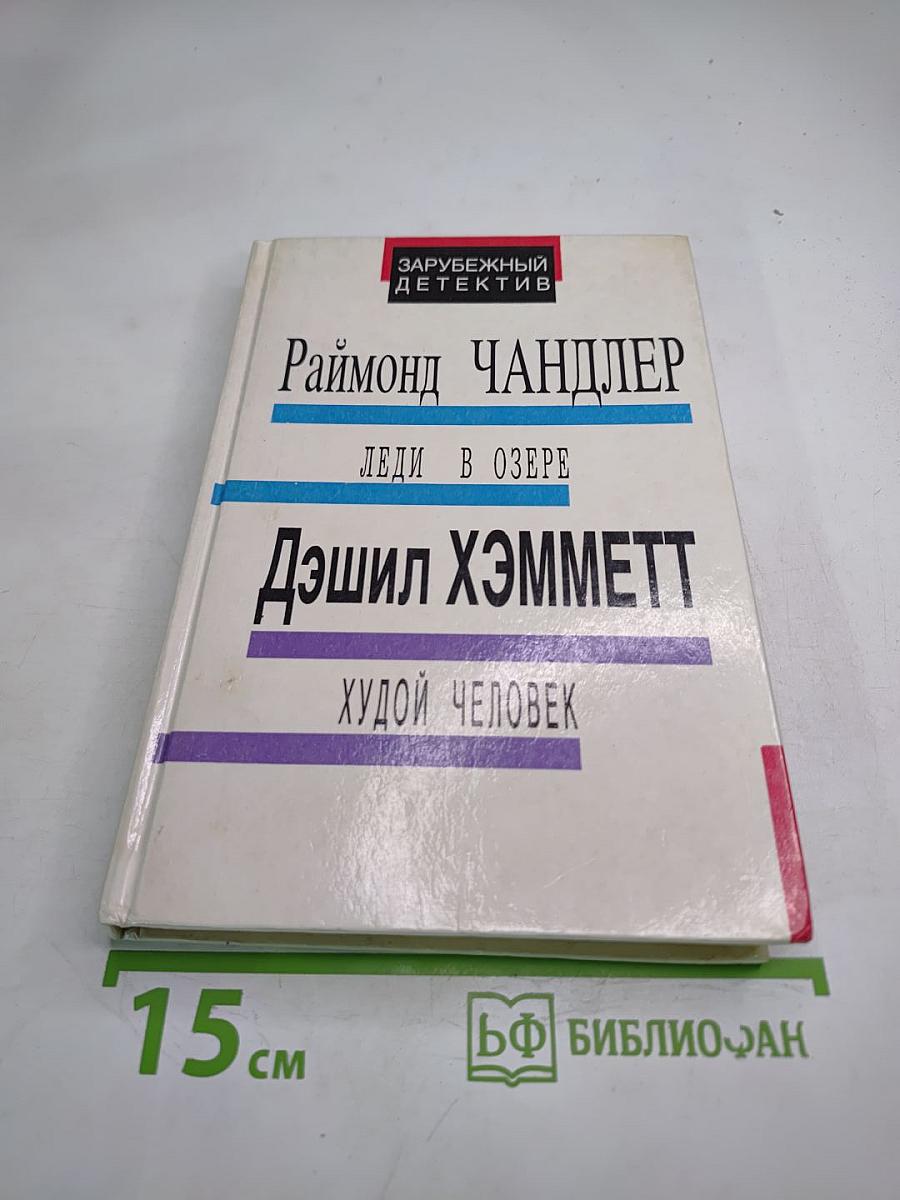 ЗАРУБЕЖНЫЙ
ДЕТЕКТИВ
Раймонд ЧАНДЛЕР
ЛЕДИ В ОЗЕРЕ
Дэшил ХЭММЕТТ
ХУДОЙ ЧЕЛОВЕК
15 см
БФ БИБЛИОФАН